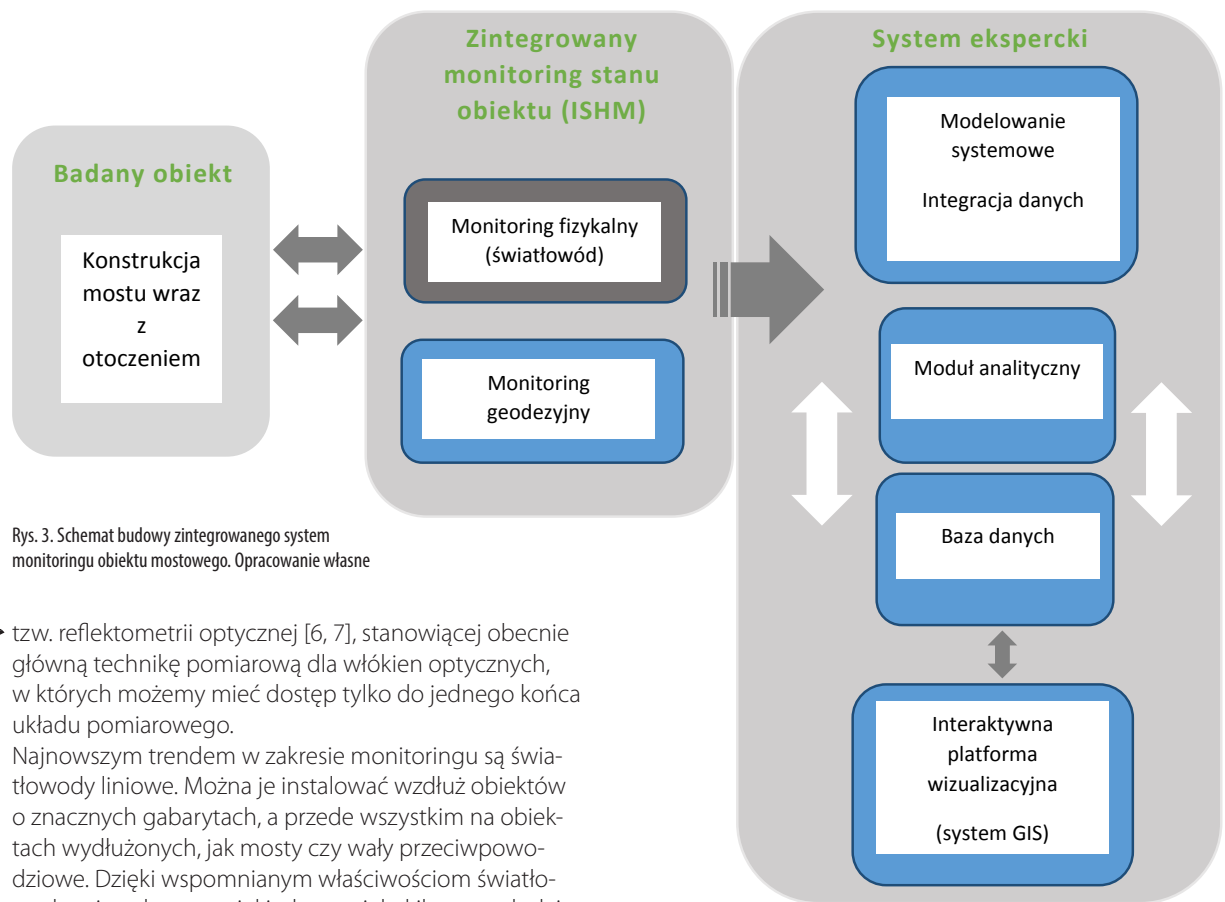 Badany obiekt
Konstrukcja
mostu wraz
z
otoczeniem
Zintegrowany
monitoring stanu
obiektu (ISHM)
Monitoring fizykalny
(światłowód)
Monitoring
geodezyjny
System ekspercki
Modelowanie
systemowe
Integracja danych
Moduł analityczny
Baza danych
Interaktywna
platforma
wizualizacyjna
(system GIS)
Rys. 3. Schemat budowy zintegrowanego system
monitoringu obiektu mostowego. Opracowanie własne
tzw. reflektometrii optycznej [6, 7], stanowiącej obecnie
główną technikę pomiarową dla włókien optycznych,
w których możemy mieć dostęp tylko do jednego końca
układu pomiarowego.
Najnowszym trendem w zakresie monitoringu są świa-
tłowody liniowe. Można je instalować wzdłuż obiektów
o znacznych gabarytach, a przede wszystkim na obiek-
tach wydłużonych, jak mosty czy wały przeciwpowo-
dziowe. Dzięki wspomnianym właściwościom światło-